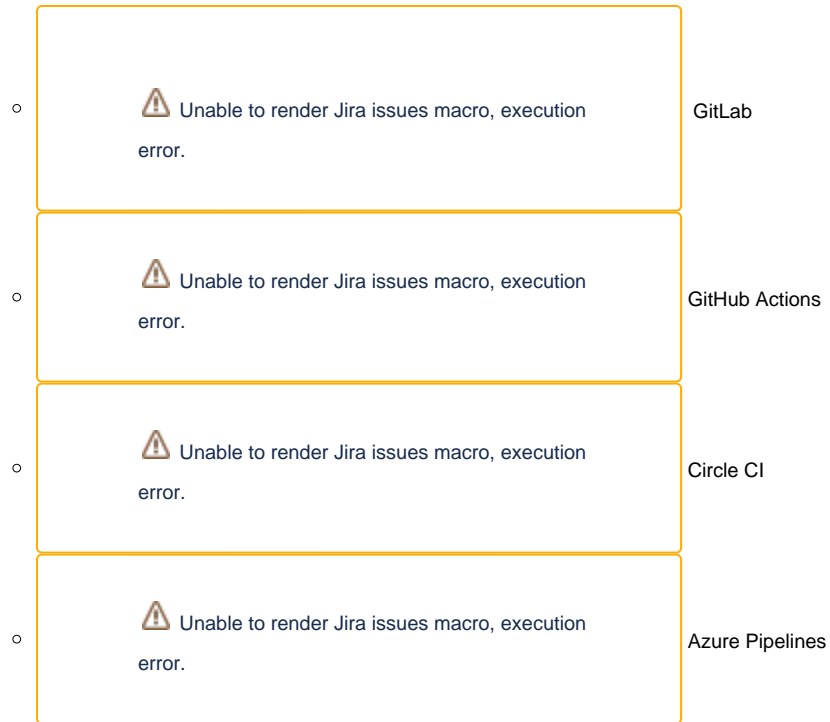 Unable to render Jira issues macro, execution
error.
GitLab
Unable to render Jira issues macro, execution
error.
GitHub Actions
Unable to render Jira issues macro, execution
error.
Circle CI
Unable to render Jira issues macro, execution
error.
Azure Pipelines